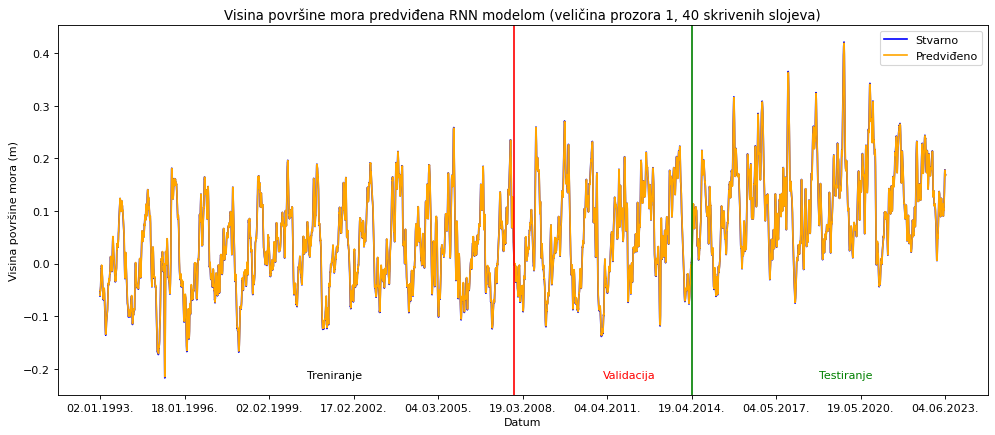 Visina površine mora predviđena RNN modelom (veličina prozora 1, 40 skrivenih slojeva)
Stvarno
Predviđeno
Visina površine mora (m)
0.4
0.3
0.2
0.1
0.0
−0.1
−0.2
Treniranje
Validacija
Testiranje
02.01.1993.
18.01.1996.
02.02.1999.
17.02.2002.
04.03.2005.
19.03.2008.
04.04.2011.
19.04.2014.
04.05.2017.
19.05.2020.
04.06.2023.
Datum